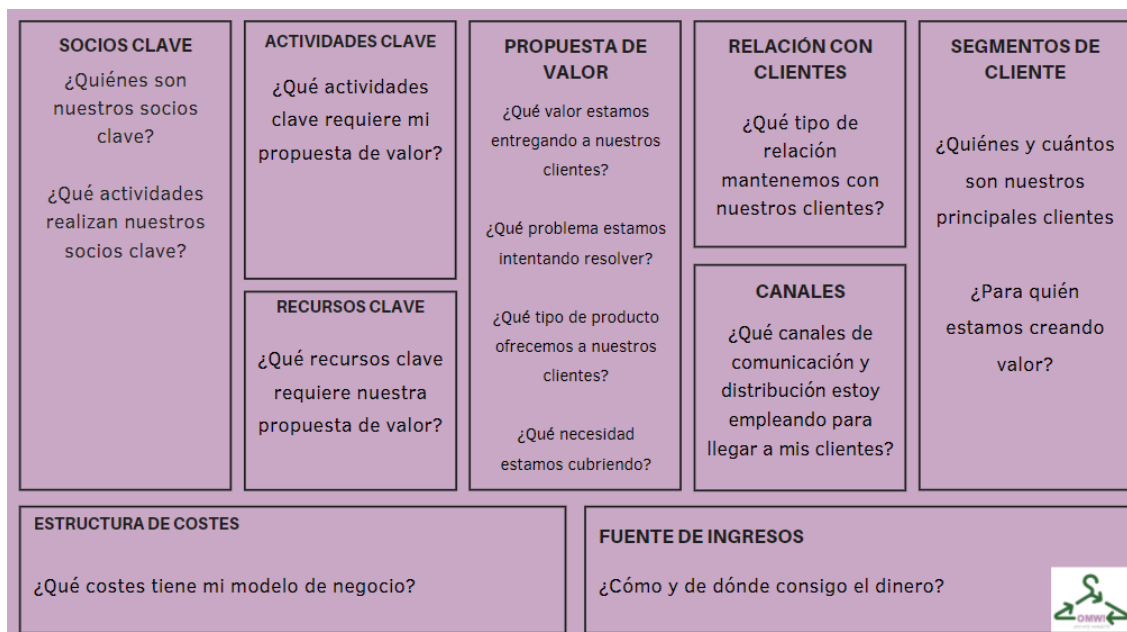 SOCIOS CLAVE
¿Quiénes son
nuestros socios
clave?
¿Qué actividades
realizan nuestros
socios clave?
ACTIVIDADES CLAVE
¿Qué actividades
clave requiere mi
propuesta de valor?
RECURSOS CLAVE
¿Qué recursos clave
requiere nuestra
propuesta de valor?
PROPUESTA DE
VALOR
¿Qué valor estamos
entregando a nuestros
clientes?
¿Qué problema estamos
intentando resolver?
¿Qué tipo de producto
ofrecemos a nuestros
clientes?
¿Qué necesidad
estamos cubriendo?
RELACIÓN CON
CLIENTES
¿Qué tipo de
relación
mantenemos con
nuestros clientes?
CANALES
¿Qué canales de
comunicación y
distribución estoy
empleando para
llegar a mis clientes?
SEGMENTOS DE
CLIENTE
¿Quiénes y cuántos
son nuestros
principales clientes
¿Para quién
estamos creando
valor?
ESTRUCTURA DE COSTES
¿Qué costes tiene mi modelo de negocio?
FUENTE DE INGRESOS
¿Cómo y de dónde consigo el dinero?
OMWI